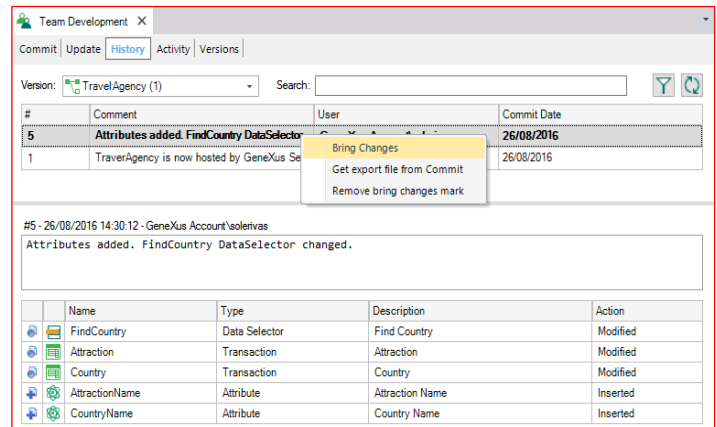 Team Development
Commit Update History Activity Versions
Version: TravelAgency (1) Search:
# Comment User Commit Date
5 Attributes added. FindCountry DataSelector 26/08/2016
1 TraverAgency is now hosted by GeneXus Se 26/08/2016
Bring Changes
Get export file from Commit
Remove bring changes mark
#5 - 26/08/2016 14:30:12 - GeneXus Account\solerivas
Attributes added. FindCountry DataSelector changed.
Name Type Description Action
FindCountry Data Selector Find Country Modified
Attraction Transaction Attraction Modified
Country Transaction Country Modified
AttractionName Attribute Attraction Name Inserted
CountryName Attribute Country Name Inserted